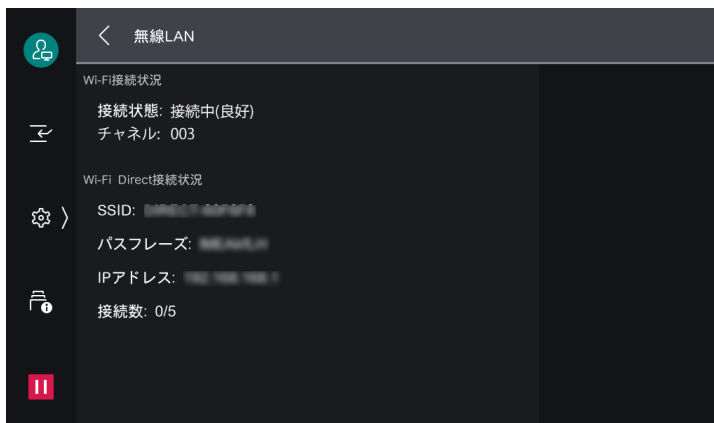 無線LAN
Wi-Fi接続状況
接続状態: 接続中(良好)
チャネル: 003
Wi-Fi Direct接続状況
SSID:
パスフレーズ:
IPアドレス:
接続数: 0/5